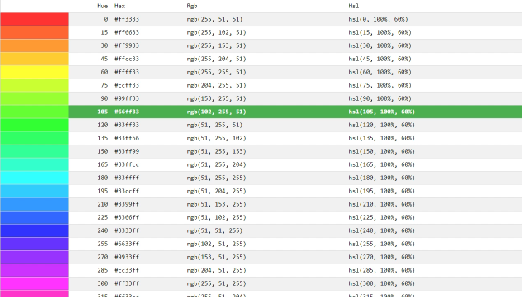 Hue Hex Rgb Hsl
0 #ff3333 rgb(255, 51, 51) hsl(0, 100%, 60%)
15 #ff6633 rgb(255, 102, 51) hsl(15, 100%, 60%)
30 #ff9933 rgb(255, 153, 51) hsl(30, 100%, 60%)
45 #ffcc33 rgb(255, 204, 51) hsl(45, 100%, 60%)
60 #ffff33 rgb(255, 255, 51) hsl(60, 100%, 60%)
75 #ccff33 rgb(204, 255, 51) hsl(75, 100%, 60%)
90 #99ff33 rgb(153, 255, 51) hsl(90, 100%, 60%)
105 #66ff33 rgb(102, 255, 51) hsl(105, 100%, 60%)
120 #33ff33 rgb(51, 255, 51) hsl(120, 100%, 60%)
135 #33ff66 rgb(51, 255, 102) hsl(135, 100%, 60%)
150 #33ff99 rgb(51, 255, 153) hsl(150, 100%, 60%)
165 #33ffcc rgb(51, 255, 204) hsl(165, 100%, 60%)
180 #33ffff rgb(51, 255, 255) hsl(180, 100%, 60%)
195 #33ccff rgb(51, 204, 255) hsl(195, 100%, 60%)
210 #3399ff rgb(51, 153, 255) hsl(210, 100%, 60%)
225 #3366ff rgb(51, 102, 255) hsl(225, 100%, 60%)
240 #3333ff rgb(51, 51, 255) hsl(240, 100%, 60%)
255 #6633ff rgb(102, 51, 255) hsl(255, 100%, 60%)
270 #9933ff rgb(153, 51, 255) hsl(270, 100%, 60%)
285 #cc33ff rgb(204, 51, 255) hsl(285, 100%, 60%)
300 #ff33ff rgb(255, 51, 255) hsl(300, 100%, 60%)